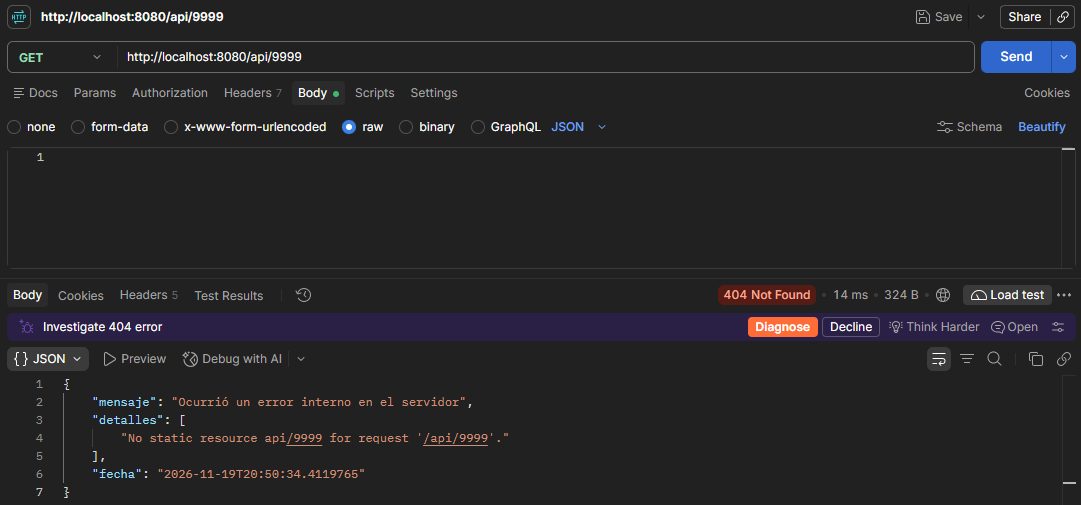 HTTP http://localhost:8080/api/9999 Save Share
GET http://localhost:8080/api/9999 Send
Docs Params Authorization Headers 7 Body Scripts Settings Cookies
none form-data x-www-form-urlencoded raw binary GraphQL JSON Schema Beautify
1
Body Cookies Headers 5 Test Results 404 Not Found • 14 ms • 324 B Load test
Investigate 404 error Diagnose Decline Think Harder Open
{} JSON Preview Debug with AI
1 {
2 "mensaje": "Ocurrió un error interno en el servidor",
3 "detalles": [
4 "No static resource api/9999 for request '/api/9999'."
5 ],
6 "fecha": "2026-11-19T20:50:34.4119765"
7 }